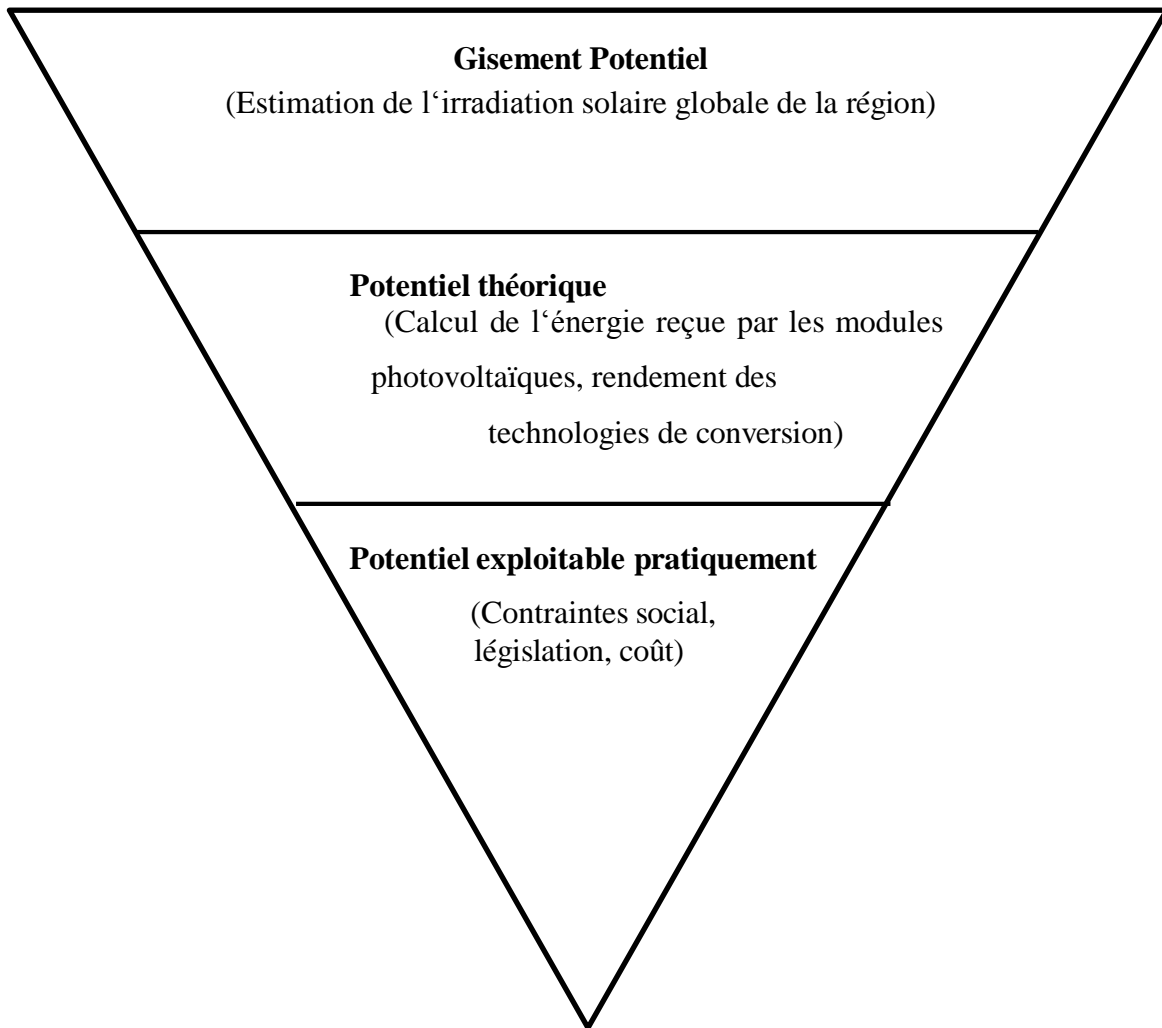 Gisement Potentiel
(Estimation de l‘irradiation solaire globale de la région)
Potentiel théorique
(Calcul de l‘énergie reçue par les modules
photovoltaïques, rendement des
technologies de conversion)
Potentiel exploitable pratiquement
(Contraintes social,
législation, coût)